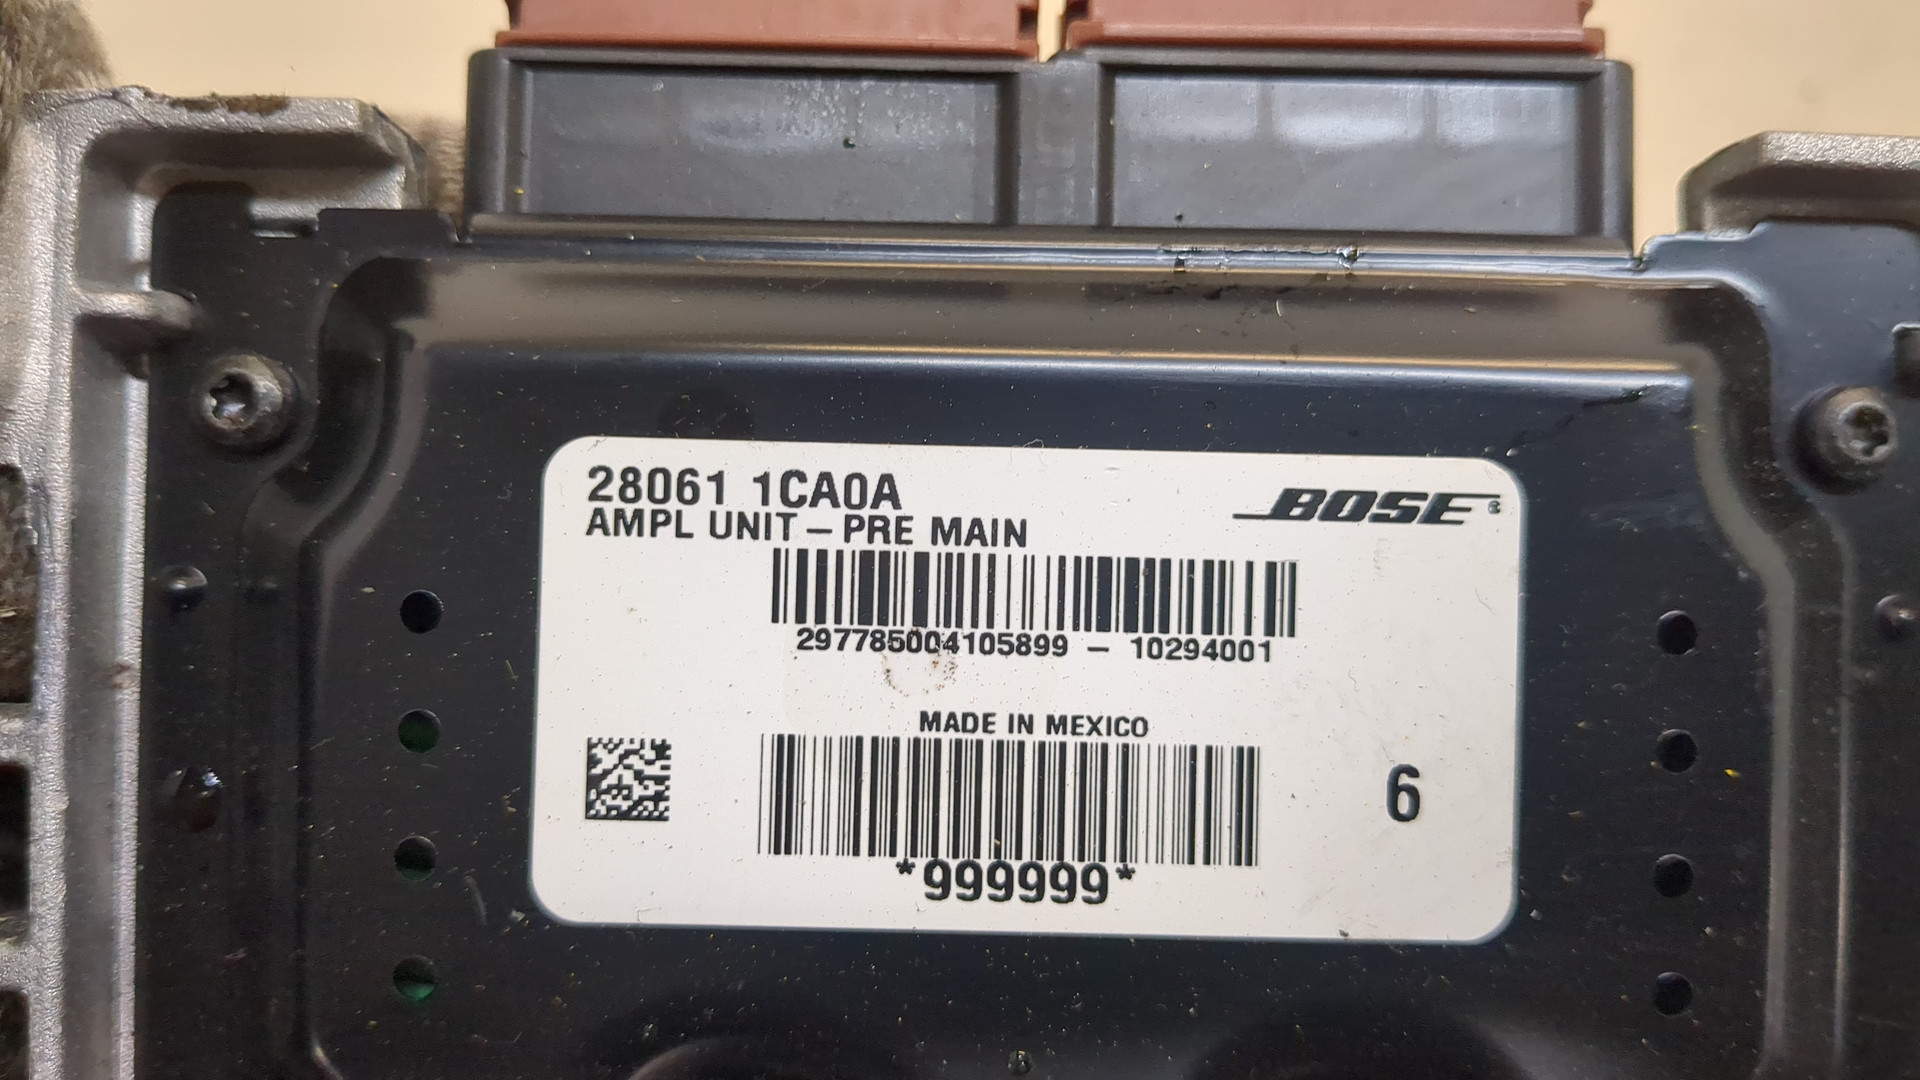 28061 1CA0A
AMPL UNIT – PRE MAIN
BOSE®
297785004105899 – 10294001
MADE IN MEXICO
6
*999999*